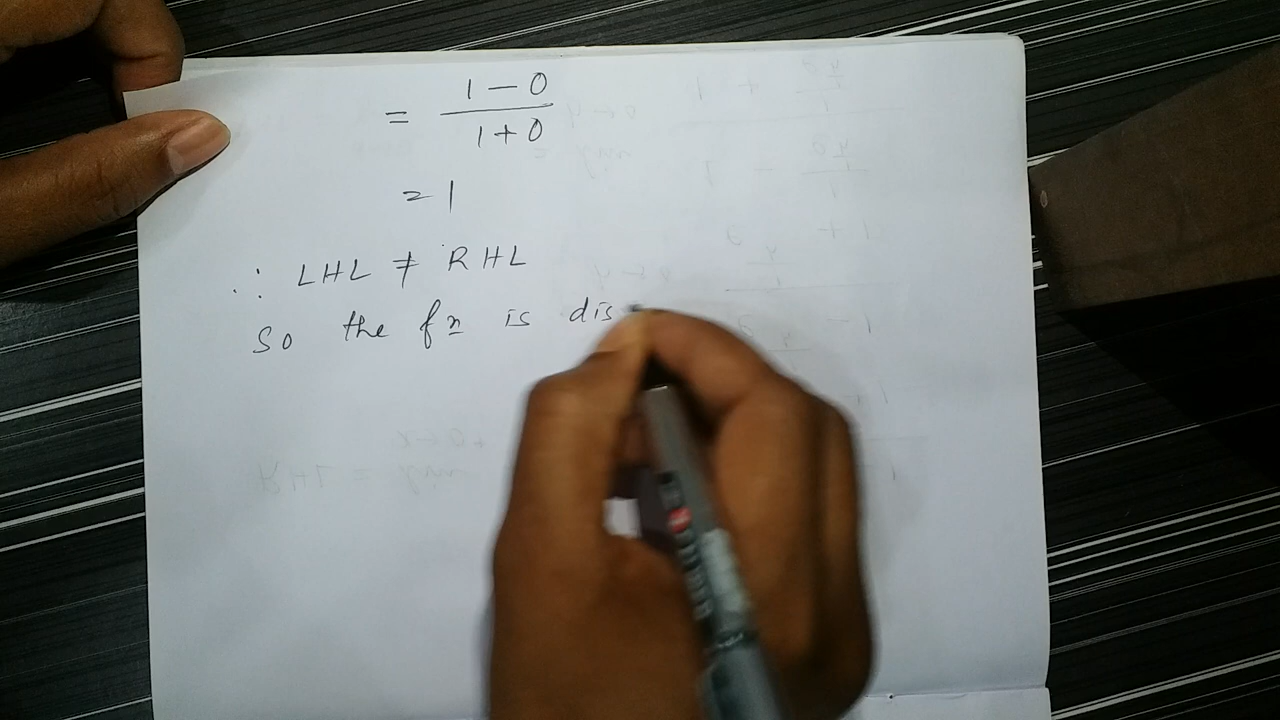 = 1 - 0 / 1 + 0
= 1
∴ LHL ≠ RHL
So the fn is dis